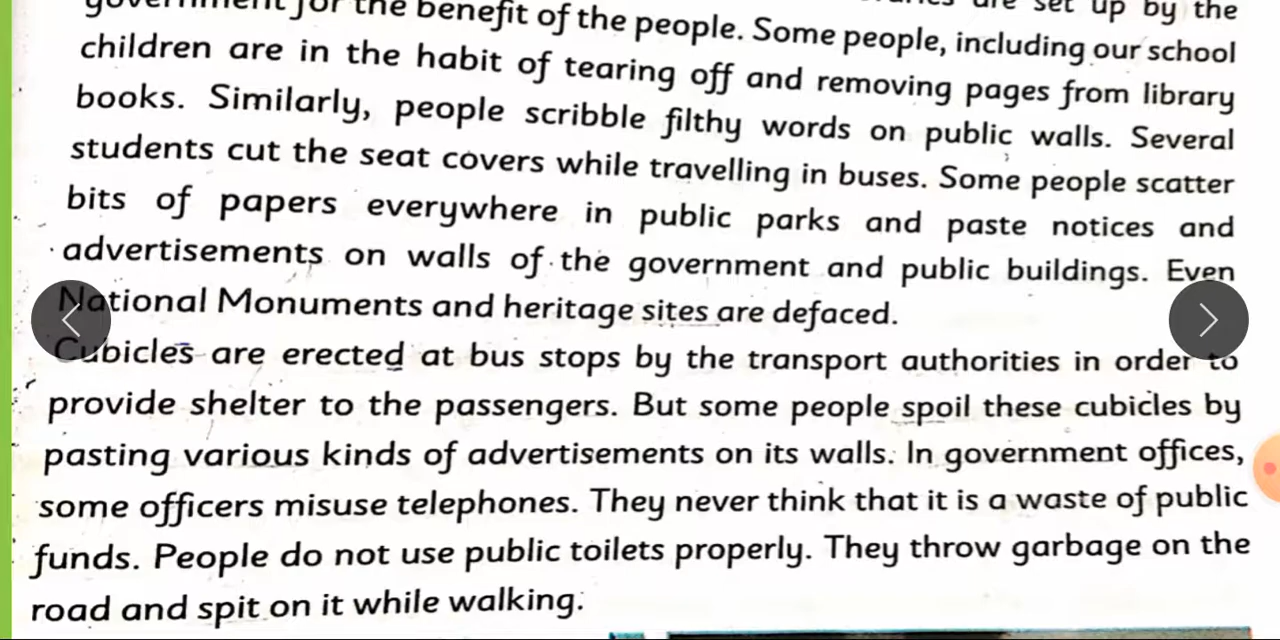 government for the benefit of the people. Some people, including our school
children are in the habit of tearing off and removing pages from library
books. Similarly, people scribble filthy words on public walls. Several
students cut the seat covers while travelling in buses. Some people scatter
bits of papers everywhere in public parks and paste notices and
advertisements on walls of the government and public buildings. Even
National Monuments and heritage sites are defaced.
Cubicles are erected at bus stops by the transport authorities in order to
provide shelter to the passengers. But some people spoil these cubicles by
pasting various kinds of advertisements on its walls. In government offices,
some officers misuse telephones. They never think that it is a waste of public
funds. People do not use public toilets properly. They throw garbage on the
road and spit on it while walking.